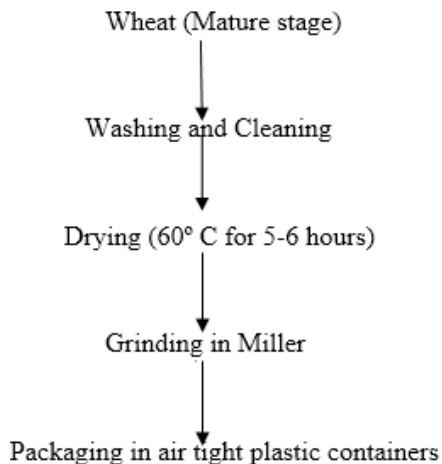 Wheat (Mature stage)
Washing and Cleaning
Drying (60º C for 5-6 hours)
Grinding in Miller
Packaging in air tight plastic containers